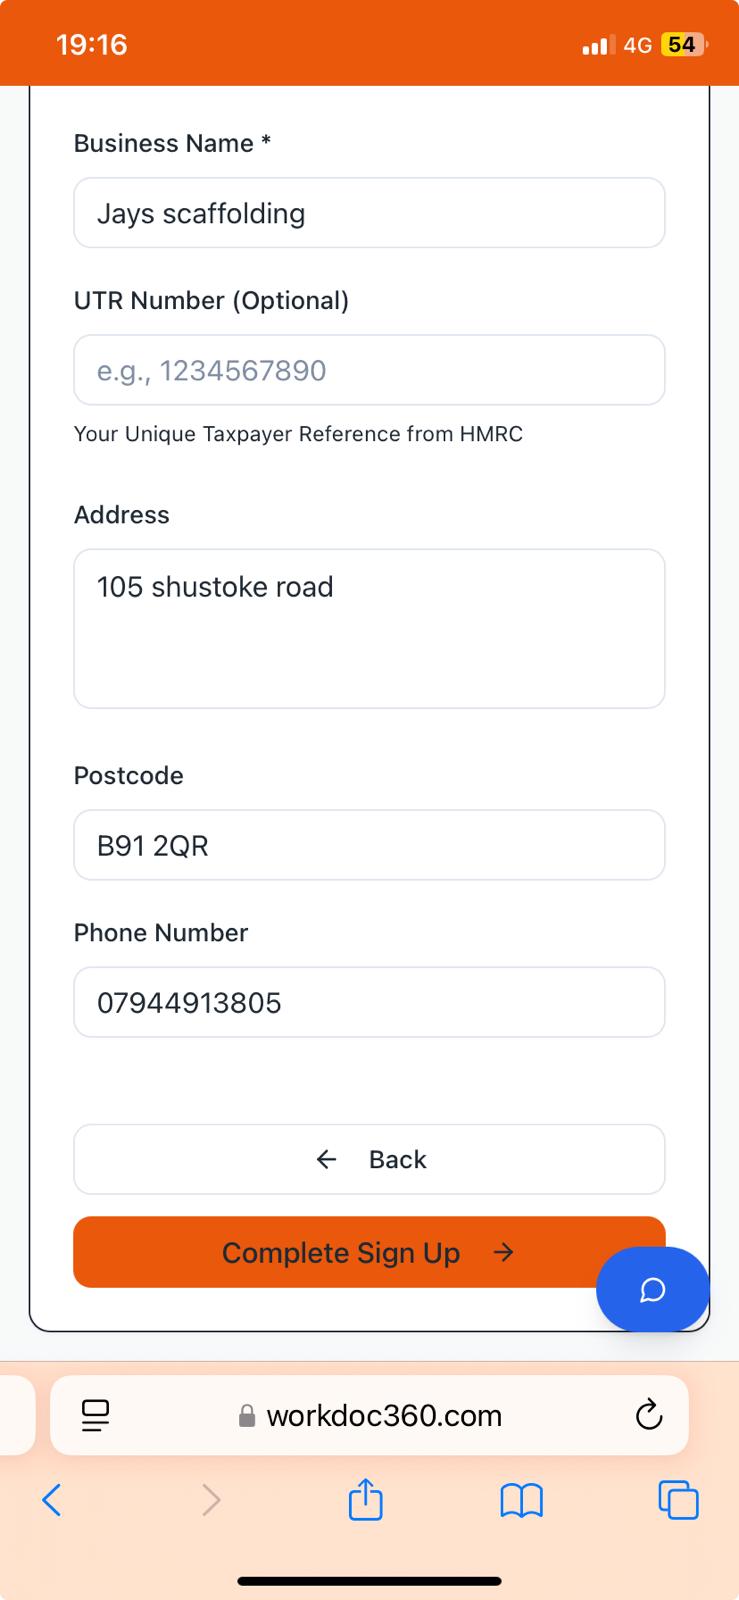 19:16
4G 54
Business Name *
Jays scaffolding
UTR Number (Optional)
e.g., 1234567890
Your Unique Taxpayer Reference from HMRC
Address
105 shustoke road
Postcode
B91 2QR
Phone Number
07944913805
Back
Complete Sign Up
workdoc360.com